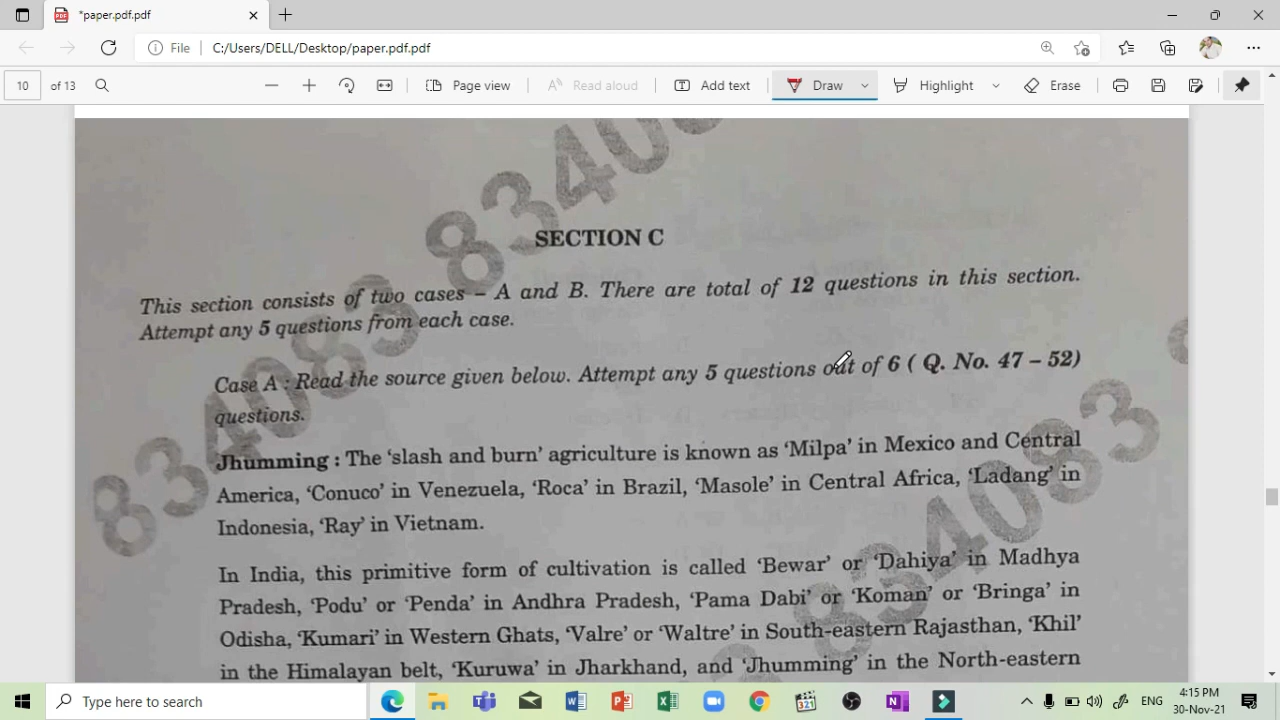 *paper.pdf.pdf
File C:/Users/DELL/Desktop/paper.pdf.pdf
10 of 13 Page view Read aloud Add text Draw Highlight Erase
83408
SECTION C
This section consists of two cases – A and B. There are total of 12 questions in this section.
Attempt any 5 questions from each case.
Case A : Read the source given below. Attempt any 5 questions out of 6 ( Q. No. 47 – 52)
questions.
Jhumming : The ‘slash and burn’ agriculture is known as ‘Milpa’ in Mexico and Central
America, ‘Conuco’ in Venezuela, ‘Roca’ in Brazil, ‘Masole’ in Central Africa, ‘Ladang’ in
Indonesia, ‘Ray’ in Vietnam.
In India, this primitive form of cultivation is called ‘Bewar’ or ‘Dahiya’ in Madhya
Pradesh, ‘Podu’ or ‘Penda’ in Andhra Pradesh, ‘Pama Dabi’ or ‘Koman’ or ‘Bringa’ in
Odisha, ‘Kumari’ in Western Ghats, ‘Valre’ or ‘Waltre’ in South-eastern Rajasthan, ‘Khil’
in the Himalayan belt, ‘Kuruwa’ in Jharkhand, and ‘Jhumming’ in the North-eastern
834083
834083
Type here to search
ENG
4:15 PM
30-Nov-21